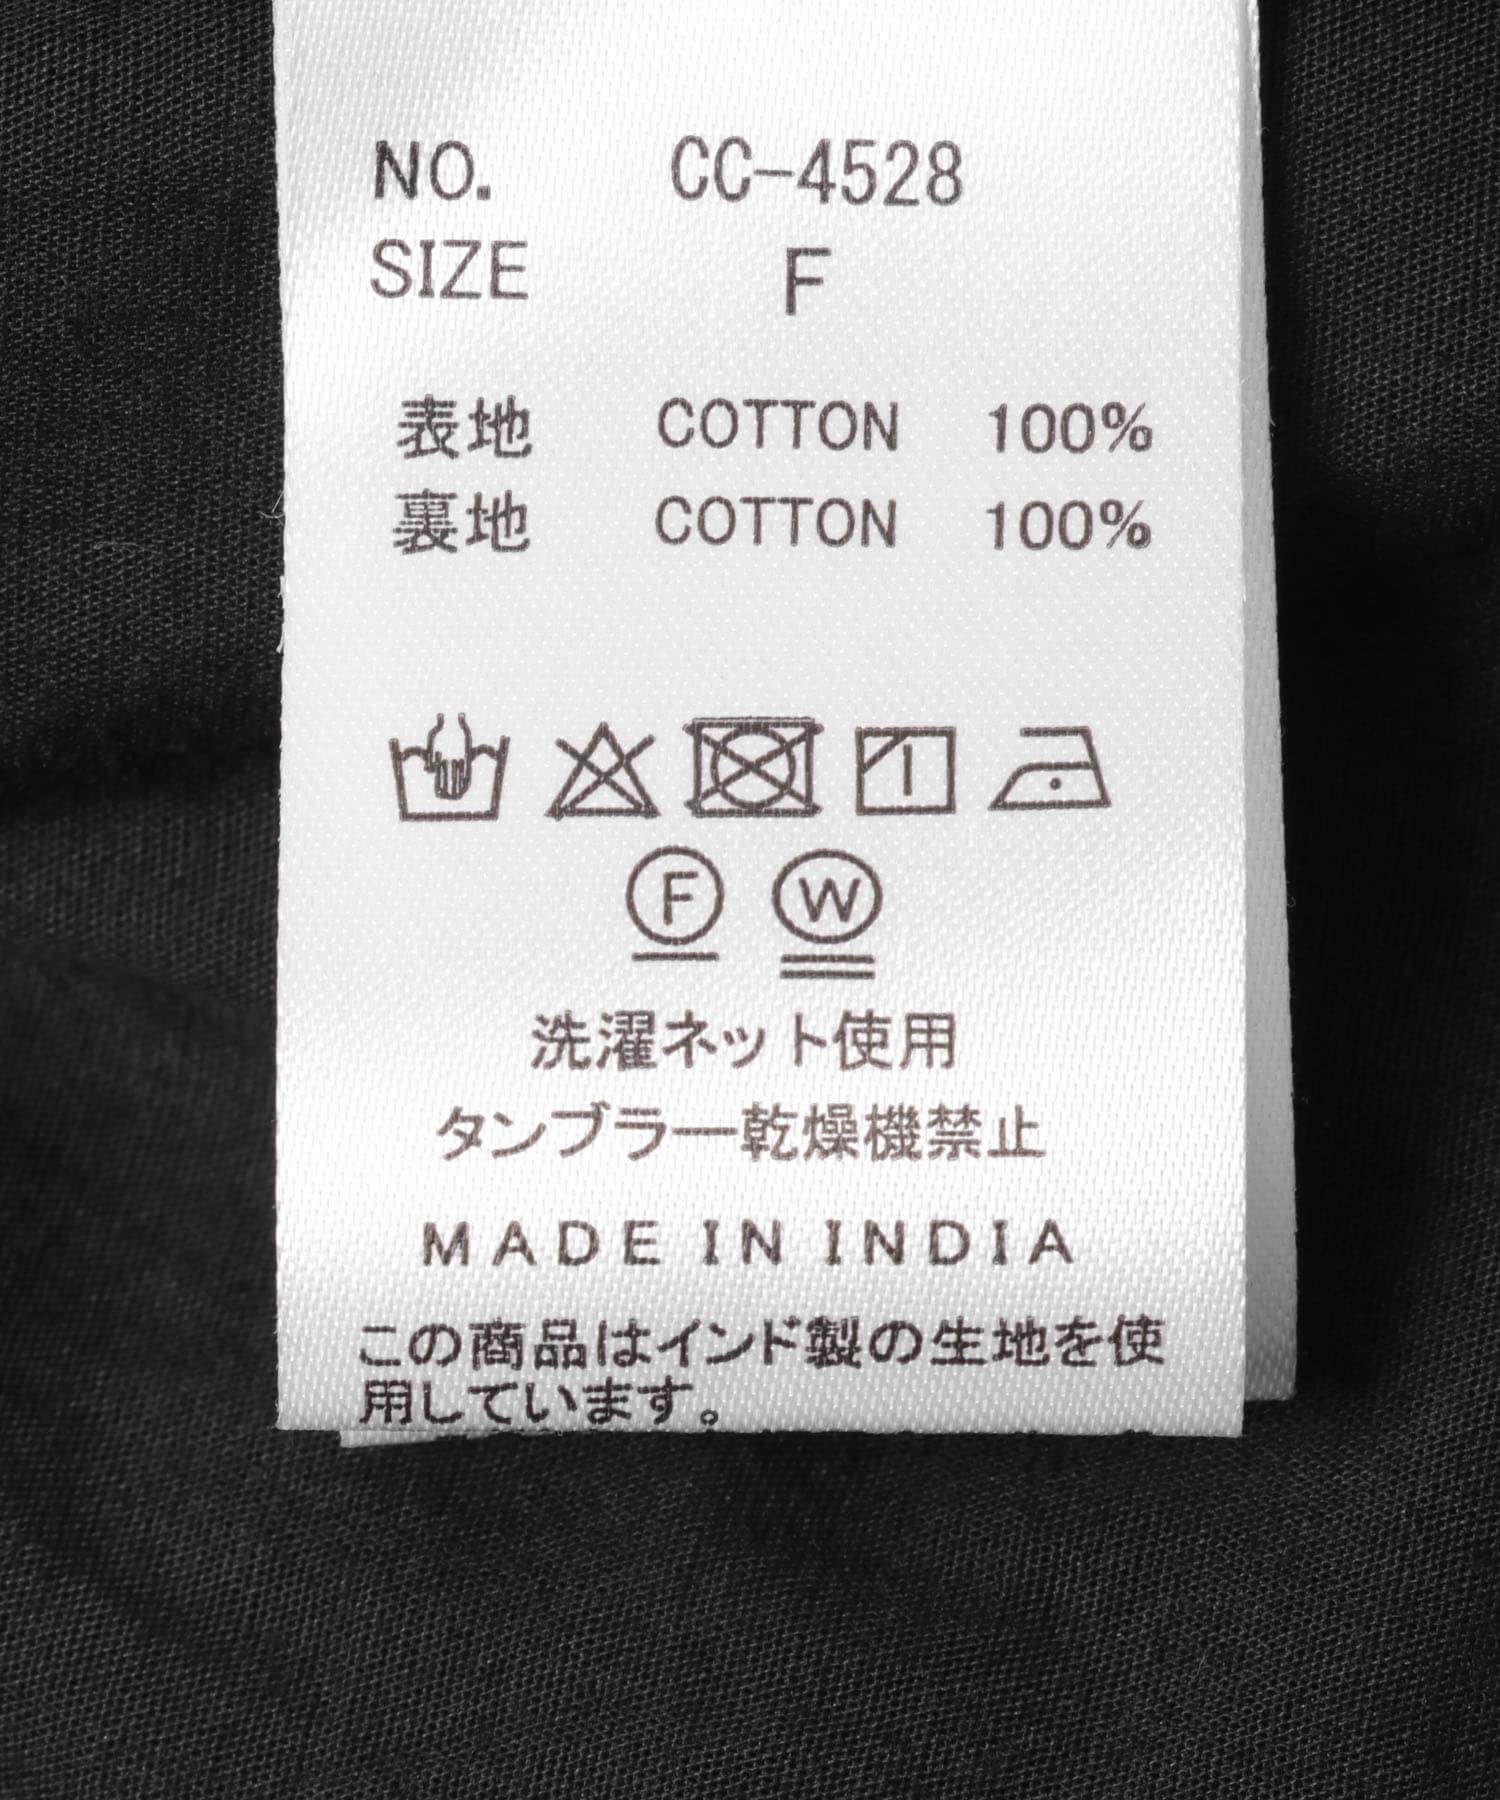 NO. CC-4528
SIZE F
表地 COTTON 100%
裏地 COTTON 100%
F W
洗濯ネット使用
タンブラー乾燥機禁止
MADE IN INDIA
この商品はインド製の生地を使
用しています。